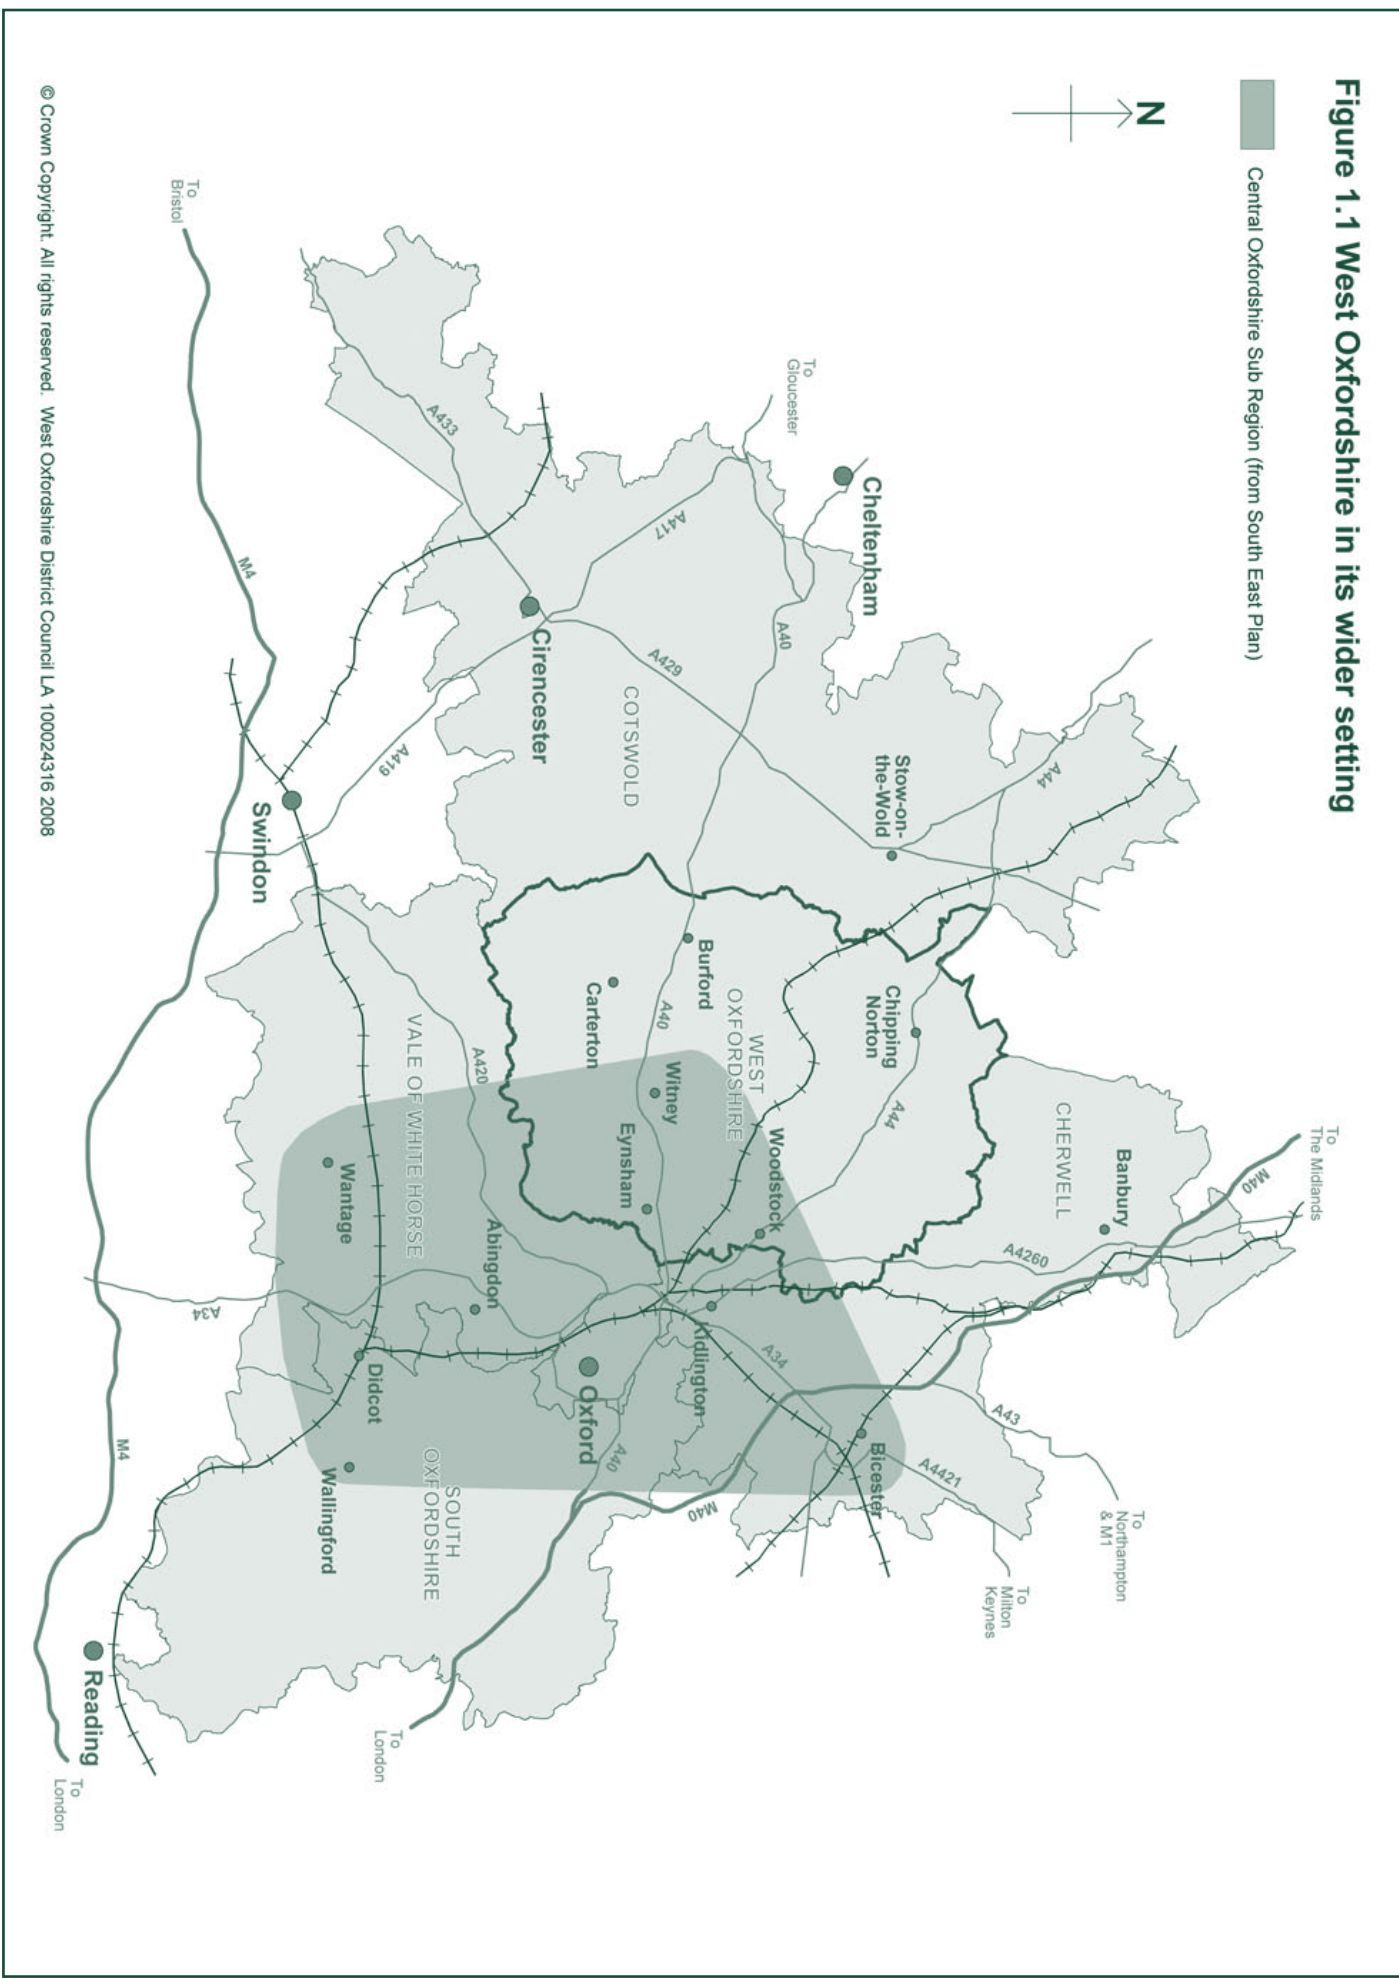 Figure 1.1 West Oxfordshire in its wider setting
Central Oxfordshire Sub Region (from South East Plan)
N
To
The Midlands
M40
Banbury
CHERWELL
A4260
A43
To
Northampton
& M1
A4421
To
Milton
Keynes
A44
Stow-on-
the-Wold
Chipping
Norton
A44
Bicester
Cheltenham
To
Gloucester
A40
A429
A417
Burford
WEST
OXFORDSHIRE
Woodstock
A34
Kidlington
M40
A40
Witney
Eynsham
Carterton
COTSWOLD
Cirencester
Oxford
A40
A433
A420
Abingdon
VALE OF WHITE HORSE
SOUTH
OXFORDSHIRE
A419
To
London
Didcot
Wantage
Wallingford
Swindon
M4
A34
To
Bristol
M4
Reading
To
London
© Crown Copyright. All rights reserved. West Oxfordshire District Council LA 100024316 2008